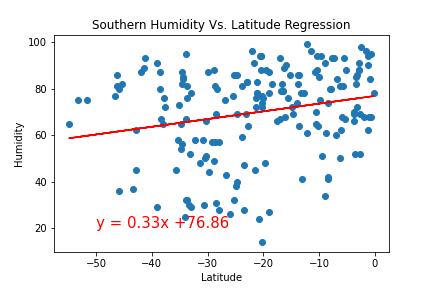 Southern Humidity Vs. Latitude Regression
100
80
60
40
20
Humidity
y = 0.33x +76.86
−50
−40
−30
−20
−10
0
Latitude